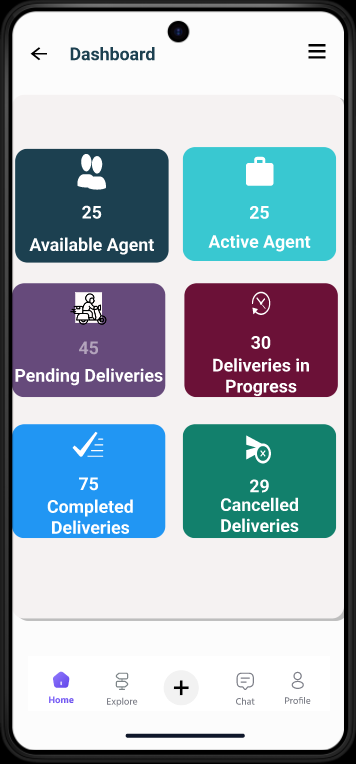 Dashboard
25
Available Agent
25
Active Agent
45
Pending Deliveries
30
Deliveries in
Progress
75
Completed
Deliveries
29
Cancelled
Deliveries
Home
Explore
Chat
Profile